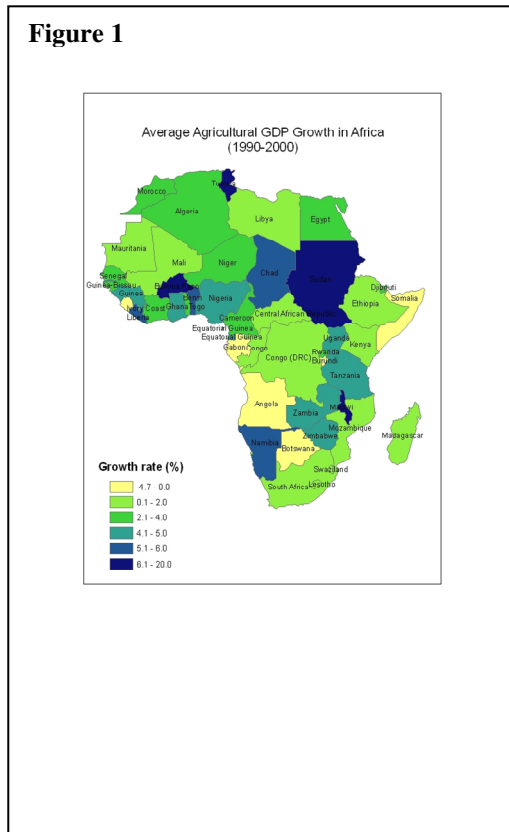 Figure 1
Average Agricultural GDP Growth in Africa
(1990-2000)
Morocco
Algeria
Libya
Egypt
Mauritania
Mali
Niger
Chad
Sudan
Senegal
Guinea-Bissau
Guinea
Ivory Coast
Liberia
Ghana
Togo
Benin
Nigeria
Cameroon
Central African Republic
Djibouti
Ethiopia
Somalia
Equatorial Guinea
Equatorial Guinea
Gabon
Congo
Congo (DRC)
Uganda
Kenya
Rwanda
Burundi
Tanzania
Angola
Zambia
Malawi
Mozambique
Zimbabwe
Namibia
Botswana
Madagascar
Swaziland
South Africa
Lesotho
Growth rate (%)
4.7 0.0
0.1 - 2.0
2.1 - 4.0
4.1 - 5.0
5.1 - 6.0
6.1 - 20.0